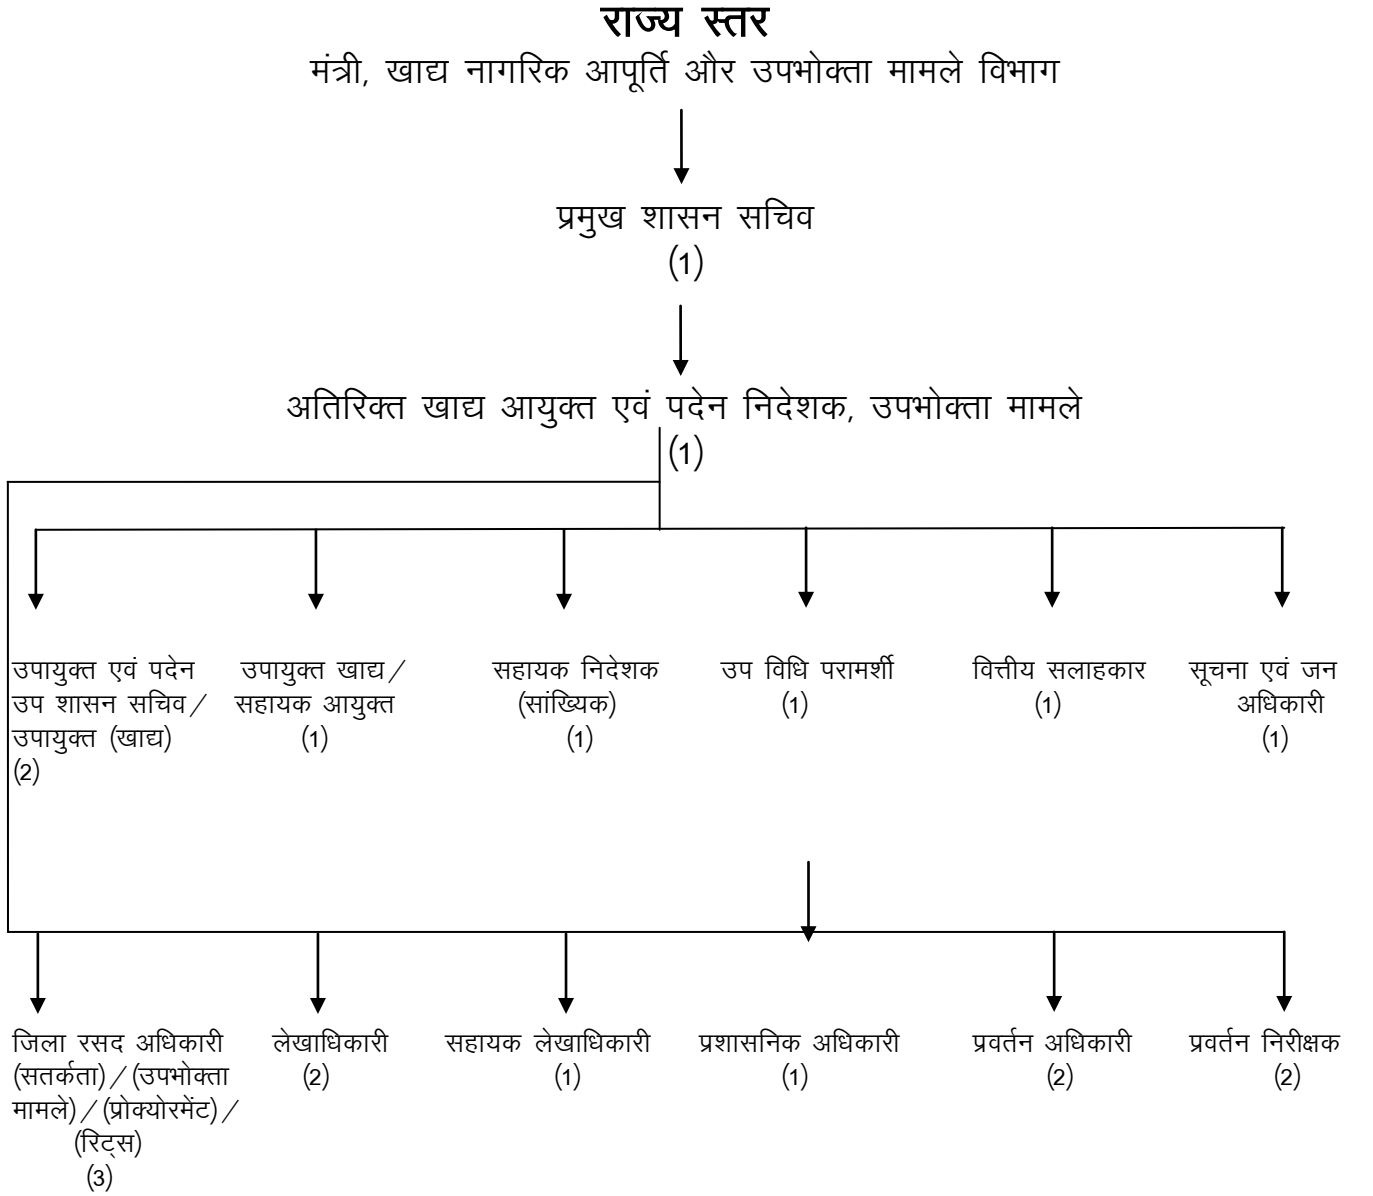 राज्य स्तर
मंत्री, खाद्य नागरिक आपूर्ति और उपभोक्ता मामले विभाग
प्रमुख शासन सचिव
(1)
अतिरिक्त खाद्य आयुक्त एवं पदेन निदेशक, उपभोक्ता मामले
(1)
उपायुक्त एवं पदेन
उप शासन सचिव/
उपायुक्त (खाद्य)
(2)
उपायुक्त खाद्य/
सहायक आयुक्त
(1)
सहायक निदेशक
(सांख्यिक)
(1)
उप विधि परामर्शी
(1)
वित्तीय सलाहकार
(1)
सूचना एवं जन
अधिकारी
(1)
जिला रसद अधिकारी
(सतर्कता)/(उपभोक्ता
मामले)/(प्रोक्योरमेंट)/
(रिट्स)
(3)
लेखाधिकारी
(2)
सहायक लेखाधिकारी
(1)
प्रशासनिक अधिकारी
(1)
प्रवर्तन अधिकारी
(2)
प्रवर्तन निरीक्षक
(2)